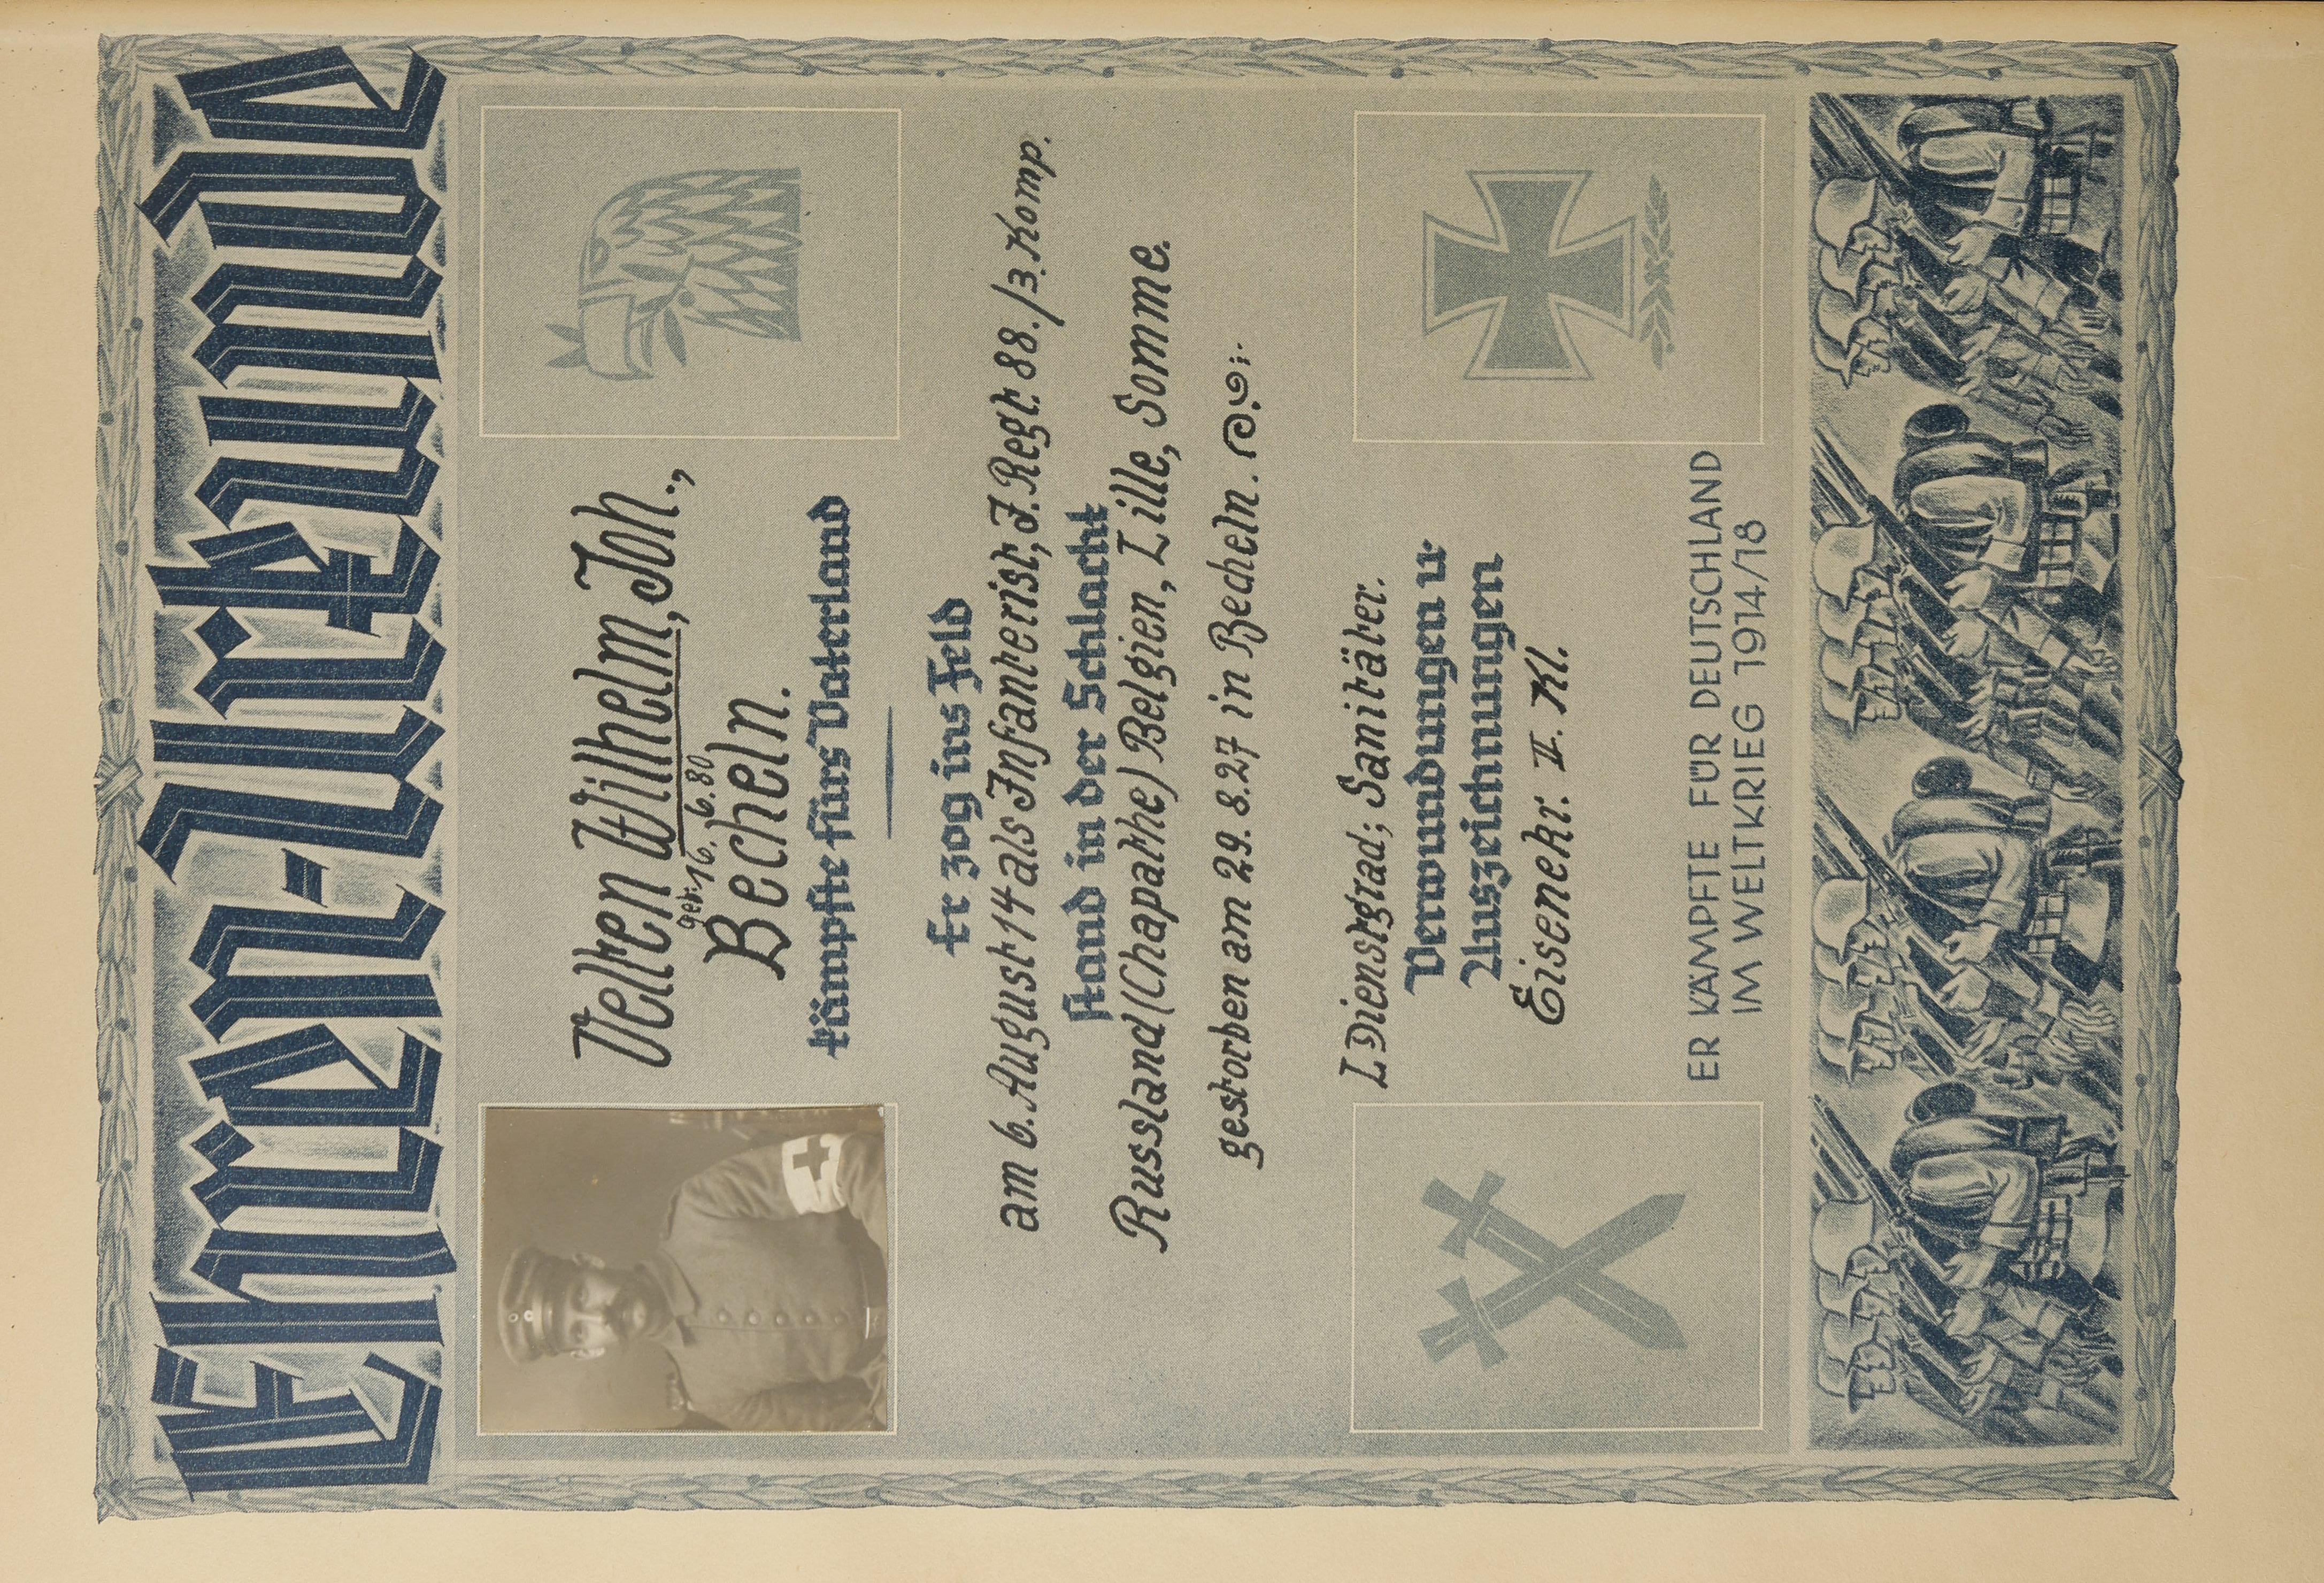 Ehren-Urkunde
Velten Wilhelm, Joh.,
geb. 16.6.80
Becheln.
kämpfte fürs Vaterland
Er zog ins Feld
am 6. August 14 als Infanterist, J. Regt. 88./3. Komp.
stand in der Schlacht
Russland (Chapatthe) Belgien, Lille, Somme.
gestorben am 29.8.27 in Becheln.
L Dienstgrad; Sanitäter.
Verwundungen u.
Auszeichnungen
Eisenekr. II. Kl.
ER KÄMPFTE FÜR DEUTSCHLAND
IM WELTKRIEG 1914/18